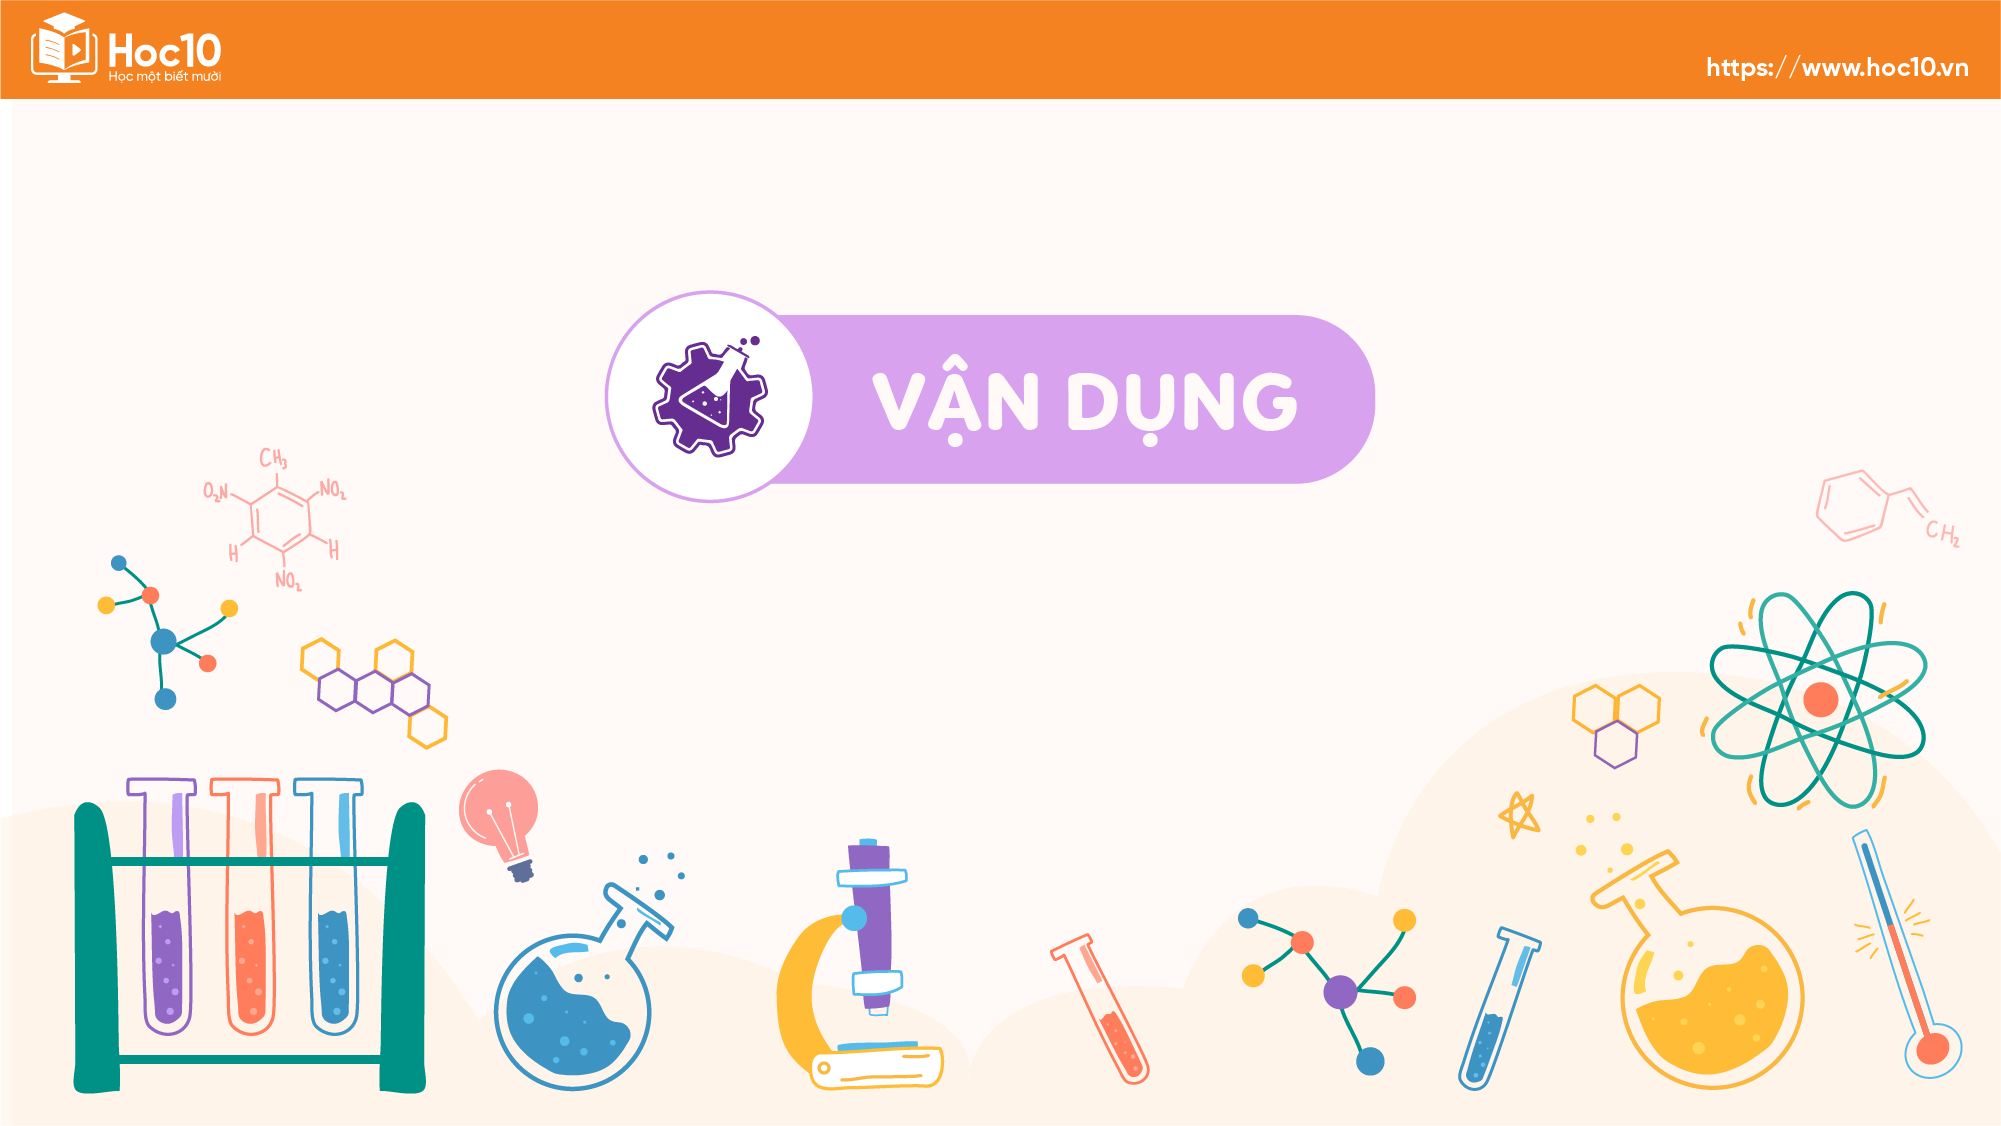 Hoc10
Học một biết mười
https://www.hoc10.vn
VẬN DỤNG
CH3
O2N
NO2
H
H
NO2
CH2